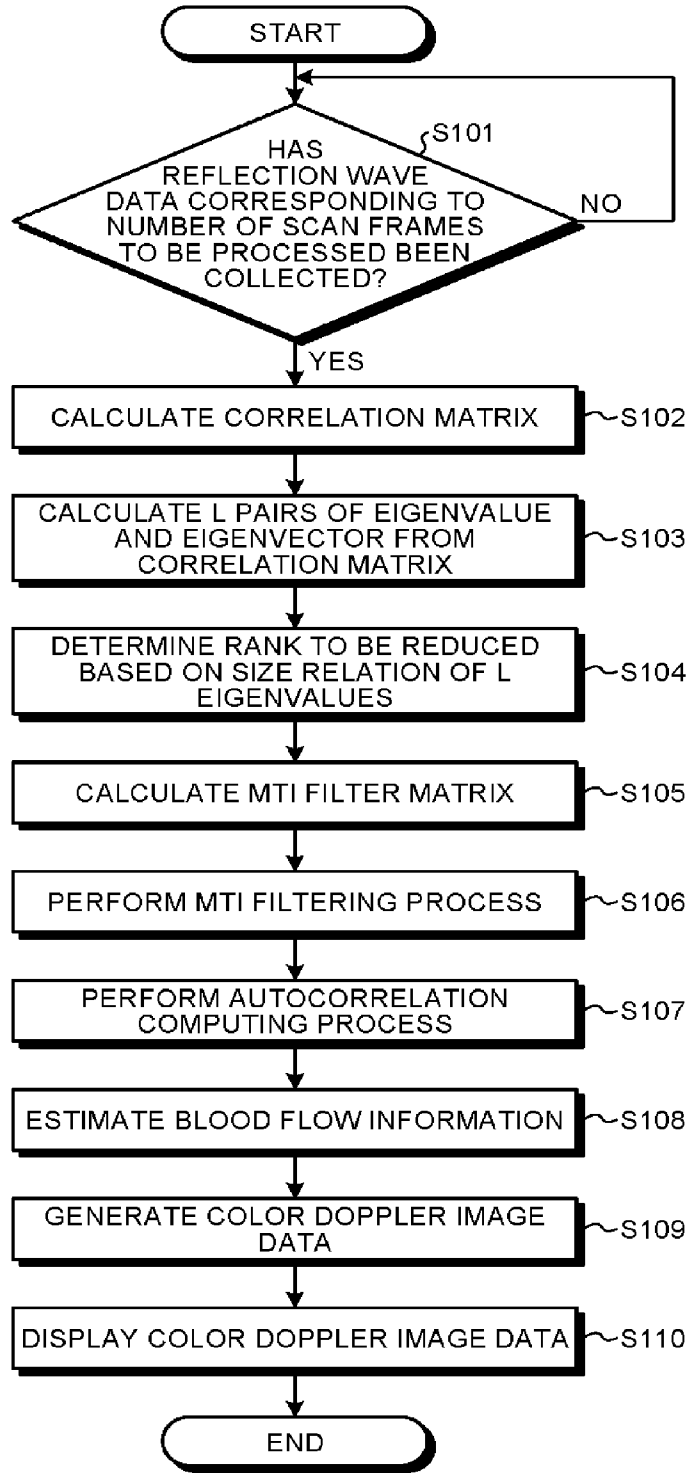 START
S101
HAS
REFLECTION WAVE
DATA CORRESPONDING TO
NUMBER OF SCAN FRAMES
TO BE PROCESSED BEEN
COLLECTED?
NO
YES
CALCULATE CORRELATION MATRIX
S102
CALCULATE L PAIRS OF EIGENVALUE
AND EIGENVECTOR FROM
CORRELATION MATRIX
S103
DETERMINE RANK TO BE REDUCED
BASED ON SIZE RELATION OF L
EIGENVALUES
S104
CALCULATE MTI FILTER MATRIX
S105
PERFORM MTI FILTERING PROCESS
S106
PERFORM AUTOCORRELATION
COMPUTING PROCESS
S107
ESTIMATE BLOOD FLOW INFORMATION
S108
GENERATE COLOR DOPPLER IMAGE
DATA
S109
DISPLAY COLOR DOPPLER IMAGE DATA
S110
END